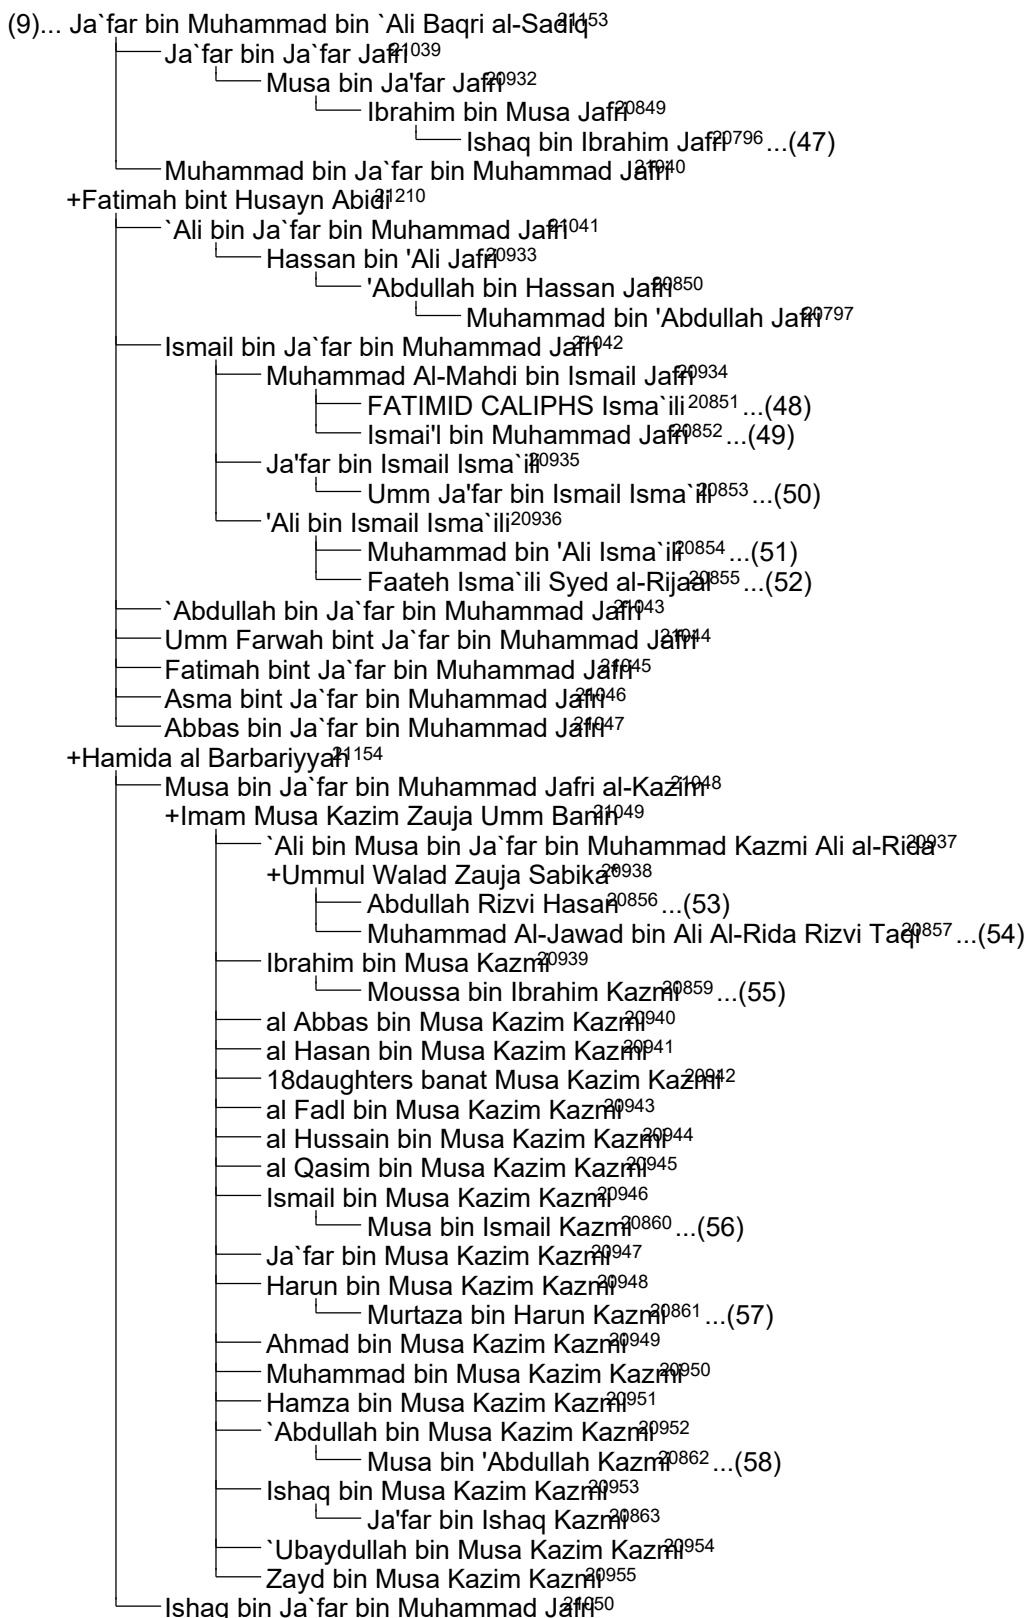 (9)... Ja`far bin Muhammad bin `Ali Baqri al-Sadiq21153
Ja`far bin Ja`far Jafri21039
Musa bin Ja'far Jafri20932
Ibrahim bin Musa Jafri20849
Ishaq bin Ibrahim Jafri20796 ...(47)
Muhammad bin Ja`far bin Muhammad Jafri21040
+Fatimah bint Husayn Abidi21210
`Ali bin Ja`far bin Muhammad Jafri21041
Hassan bin 'Ali Jafri20933
'Abdullah bin Hassan Jafri20850
Muhammad bin 'Abdullah Jafri20797
Ismail bin Ja`far bin Muhammad Jafri21042
Muhammad Al-Mahdi bin Ismail Jafri20934
FATIMID CALIPHS Isma`ili20851 ...(48)
Ismai'l bin Muhammad Jafri20852 ...(49)
Ja'far bin Ismail Isma`ili20935
Umm Ja'far bin Ismail Isma`ili20853 ...(50)
'Ali bin Ismail Isma`ili20936
Muhammad bin 'Ali Isma`ili20854 ...(51)
Faateh Isma`ili Syed al-Rijaal20855 ...(52)
`Abdullah bin Ja`far bin Muhammad Jafri21043
Umm Farwah bint Ja`far bin Muhammad Jafri21044
Fatimah bint Ja`far bin Muhammad Jafri21045
Asma bint Ja`far bin Muhammad Jafri21046
Abbas bin Ja`far bin Muhammad Jafri21047
+Hamida al Barbariyyah21154
Musa bin Ja`far bin Muhammad Jafri al-Kazim21048
+Imam Musa Kazim Zauja Umm Banin21049
`Ali bin Musa bin Ja`far bin Muhammad Kazmi Ali al-Rida20937
+Ummul Walad Zauja Sabika*20938
Abdullah Rizvi Hasan20856 ...(53)
Muhammad Al-Jawad bin Ali Al-Rida Rizvi Taqi20857 ...(54)
Ibrahim bin Musa Kazmi20939
Moussa bin Ibrahim Kazmi20859 ...(55)
al Abbas bin Musa Kazim Kazmi20940
al Hasan bin Musa Kazim Kazmi20941
18daughters banat Musa Kazim Kazmi20942
al Fadl bin Musa Kazim Kazmi20943
al Hussain bin Musa Kazim Kazmi20944
al Qasim bin Musa Kazim Kazmi20945
Ismail bin Musa Kazim Kazmi20946
Musa bin Ismail Kazmi20860 ...(56)
Ja`far bin Musa Kazim Kazmi20947
Harun bin Musa Kazim Kazmi20948
Murtaza bin Harun Kazmi20861 ...(57)
Ahmad bin Musa Kazim Kazmi20949
Muhammad bin Musa Kazim Kazmi20950
Hamza bin Musa Kazim Kazmi20951
`Abdullah bin Musa Kazim Kazmi20952
Musa bin 'Abdullah Kazmi20862 ...(58)
Ishaq bin Musa Kazim Kazmi20953
Ja'far bin Ishaq Kazmi20863
`Ubaydullah bin Musa Kazim Kazmi20954
Zayd bin Musa Kazim Kazmi20955
Ishaq bin Ja`far bin Muhammad Jafri21050